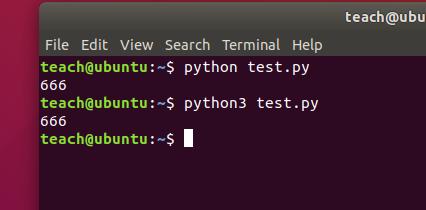 teach@ubu
File Edit View Search Terminal Help
teach@ubuntu:~$ python test.py
666
teach@ubuntu:~$ python3 test.py
666
teach@ubuntu:~$